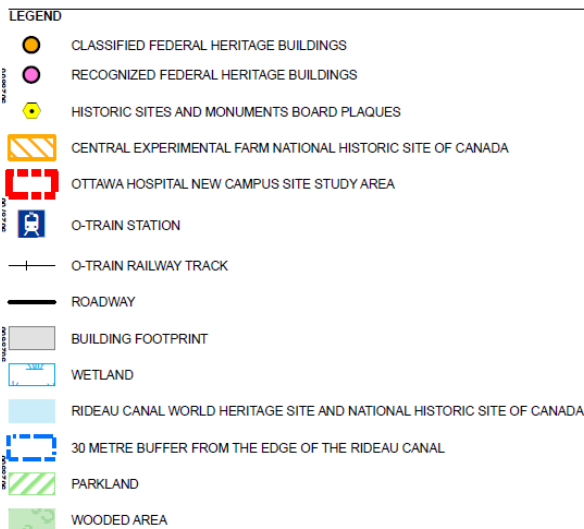 LEGEND
CLASSIFIED FEDERAL HERITAGE BUILDINGS
RECOGNIZED FEDERAL HERITAGE BUILDINGS
HISTORIC SITES AND MONUMENTS BOARD PLAQUES
CENTRAL EXPERIMENTAL FARM NATIONAL HISTORIC SITE OF CANADA
OTTAWA HOSPITAL NEW CAMPUS SITE STUDY AREA
O-TRAIN STATION
O-TRAIN RAILWAY TRACK
ROADWAY
BUILDING FOOTPRINT
WETLAND
RIDEAU CANAL WORLD HERITAGE SITE AND NATIONAL HISTORIC SITE OF CANADA
30 METRE BUFFER FROM THE EDGE OF THE RIDEAU CANAL
PARKLAND
WOODED AREA